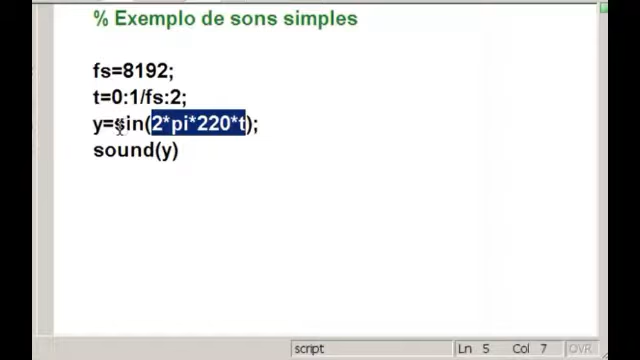 % Exemplo de sons simples
fs=8192;
t=0:1/fs:2;
y=sin(2*pi*220*t);
sound(y)
script Ln 5 Col 7 OVR